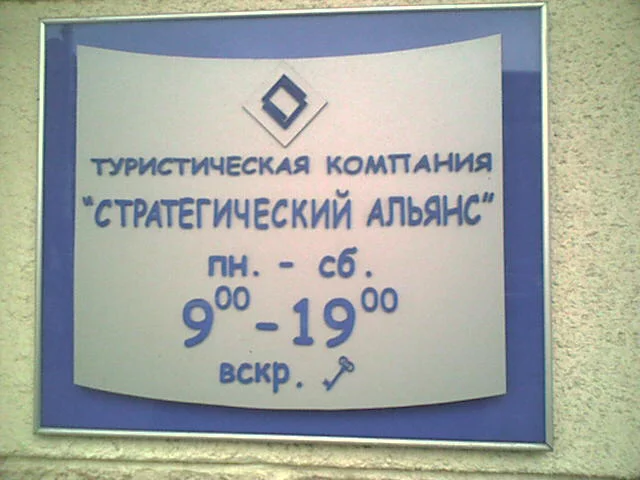 ТУРИСТИЧЕСКАЯ КОМПАНИЯ
"СТРАТЕГИЧЕСКИЙ АЛЬЯНС"
пн. - сб.
9⁰⁰-19⁰⁰
вскр.